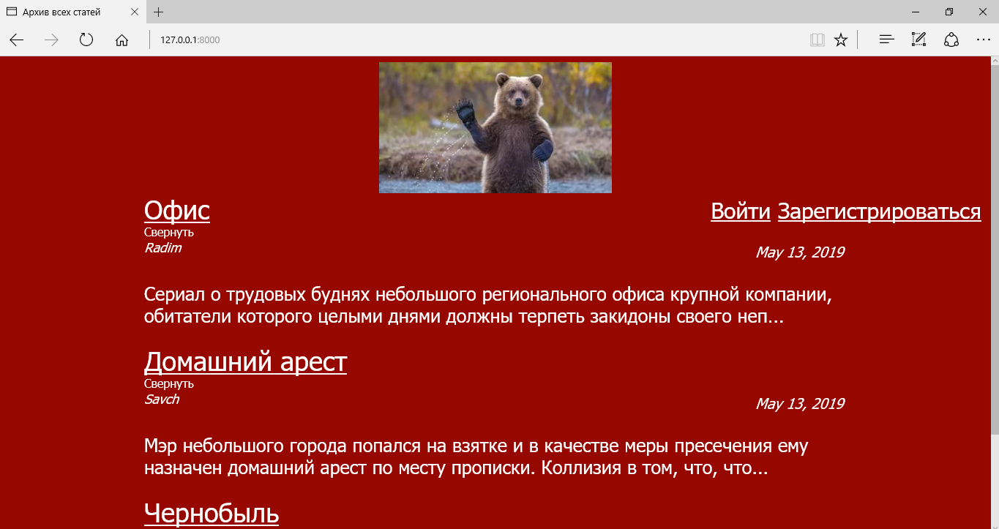 Архив всех статей
127.0.0.1:8000
Офис
Войти Зарегистрироваться
Свернуть
Radim
May 13, 2019
Сериал о трудовых буднях небольшого регионального офиса крупной компании,
обитатели которого целыми днями должны терпеть закидоны своего неп...
Домашний арест
Свернуть
Savch
May 13, 2019
Мэр небольшого города попался на взятке и в качестве меры пресечения ему
назначен домашний арест по месту прописки. Коллизия в том, что, что...
Чернобыль